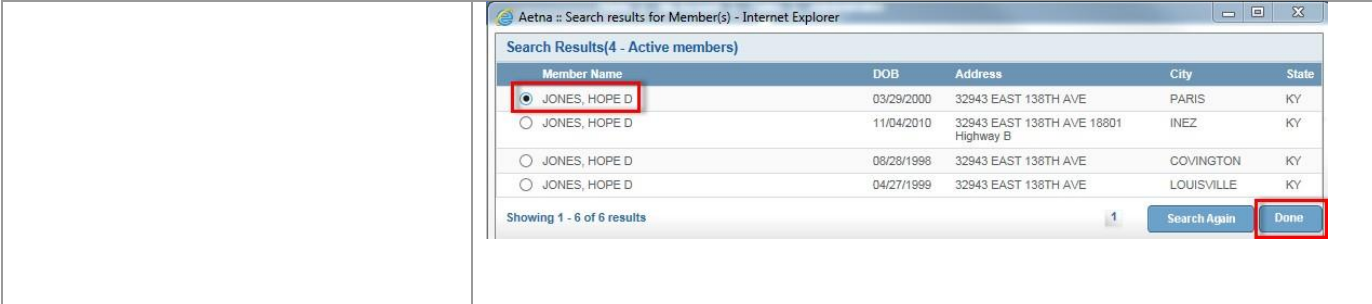 Aetna :: Search results for Member(s) - Internet Explorer
Search Results(4 - Active members)
Member Name DOB Address City State
JONES, HOPE D 03/29/2000 32943 EAST 138TH AVE PARIS KY
JONES, HOPE D 11/04/2010 32943 EAST 138TH AVE 18801 INEZ KY
Highway B
JONES, HOPE D 08/28/1998 32943 EAST 138TH AVE COVINGTON KY
JONES, HOPE D 04/27/1999 32943 EAST 138TH AVE LOUISVILLE KY
Showing 1 - 6 of 6 results 1 Search Again Done